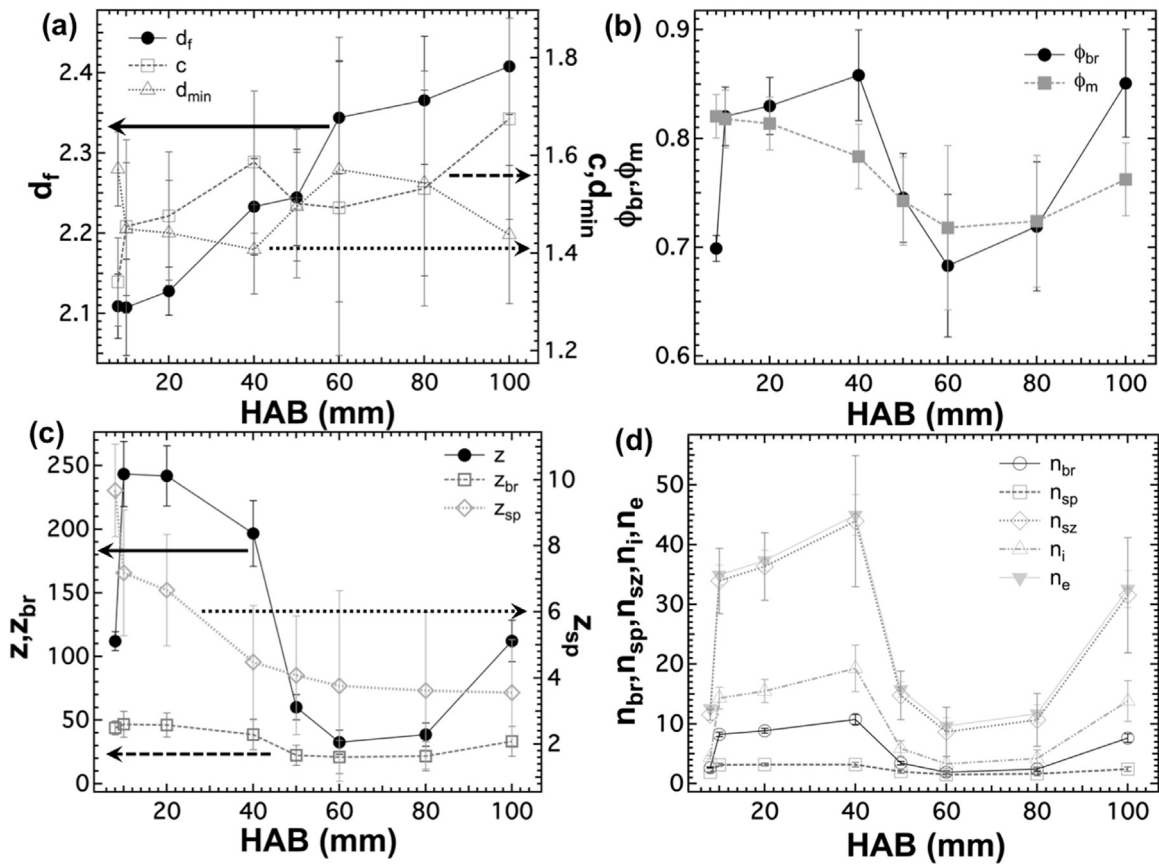 (a)
d_f
c
d_min
2.4
2.3
2.2
2.1
d_f
1.8
1.6
1.4
1.2
c,d_min
20 40 60 80 100
HAB (mm)
(b)
ϕ_br
ϕ_m
0.9
0.8
0.7
0.6
ϕ_br,ϕ_m
20 40 60 80 100
HAB (mm)
(c)
z
z_br
z_sp
250
200
150
100
50
0
z,z_br
10
8
6
4
2
z_sp
20 40 60 80 100
HAB (mm)
(d)
n_br
n_sp
n_sz
n_i
n_e
50
40
30
20
10
0
n_br,n_sp,n_sz,n_i,n_e
20 40 60 80 100
HAB (mm)